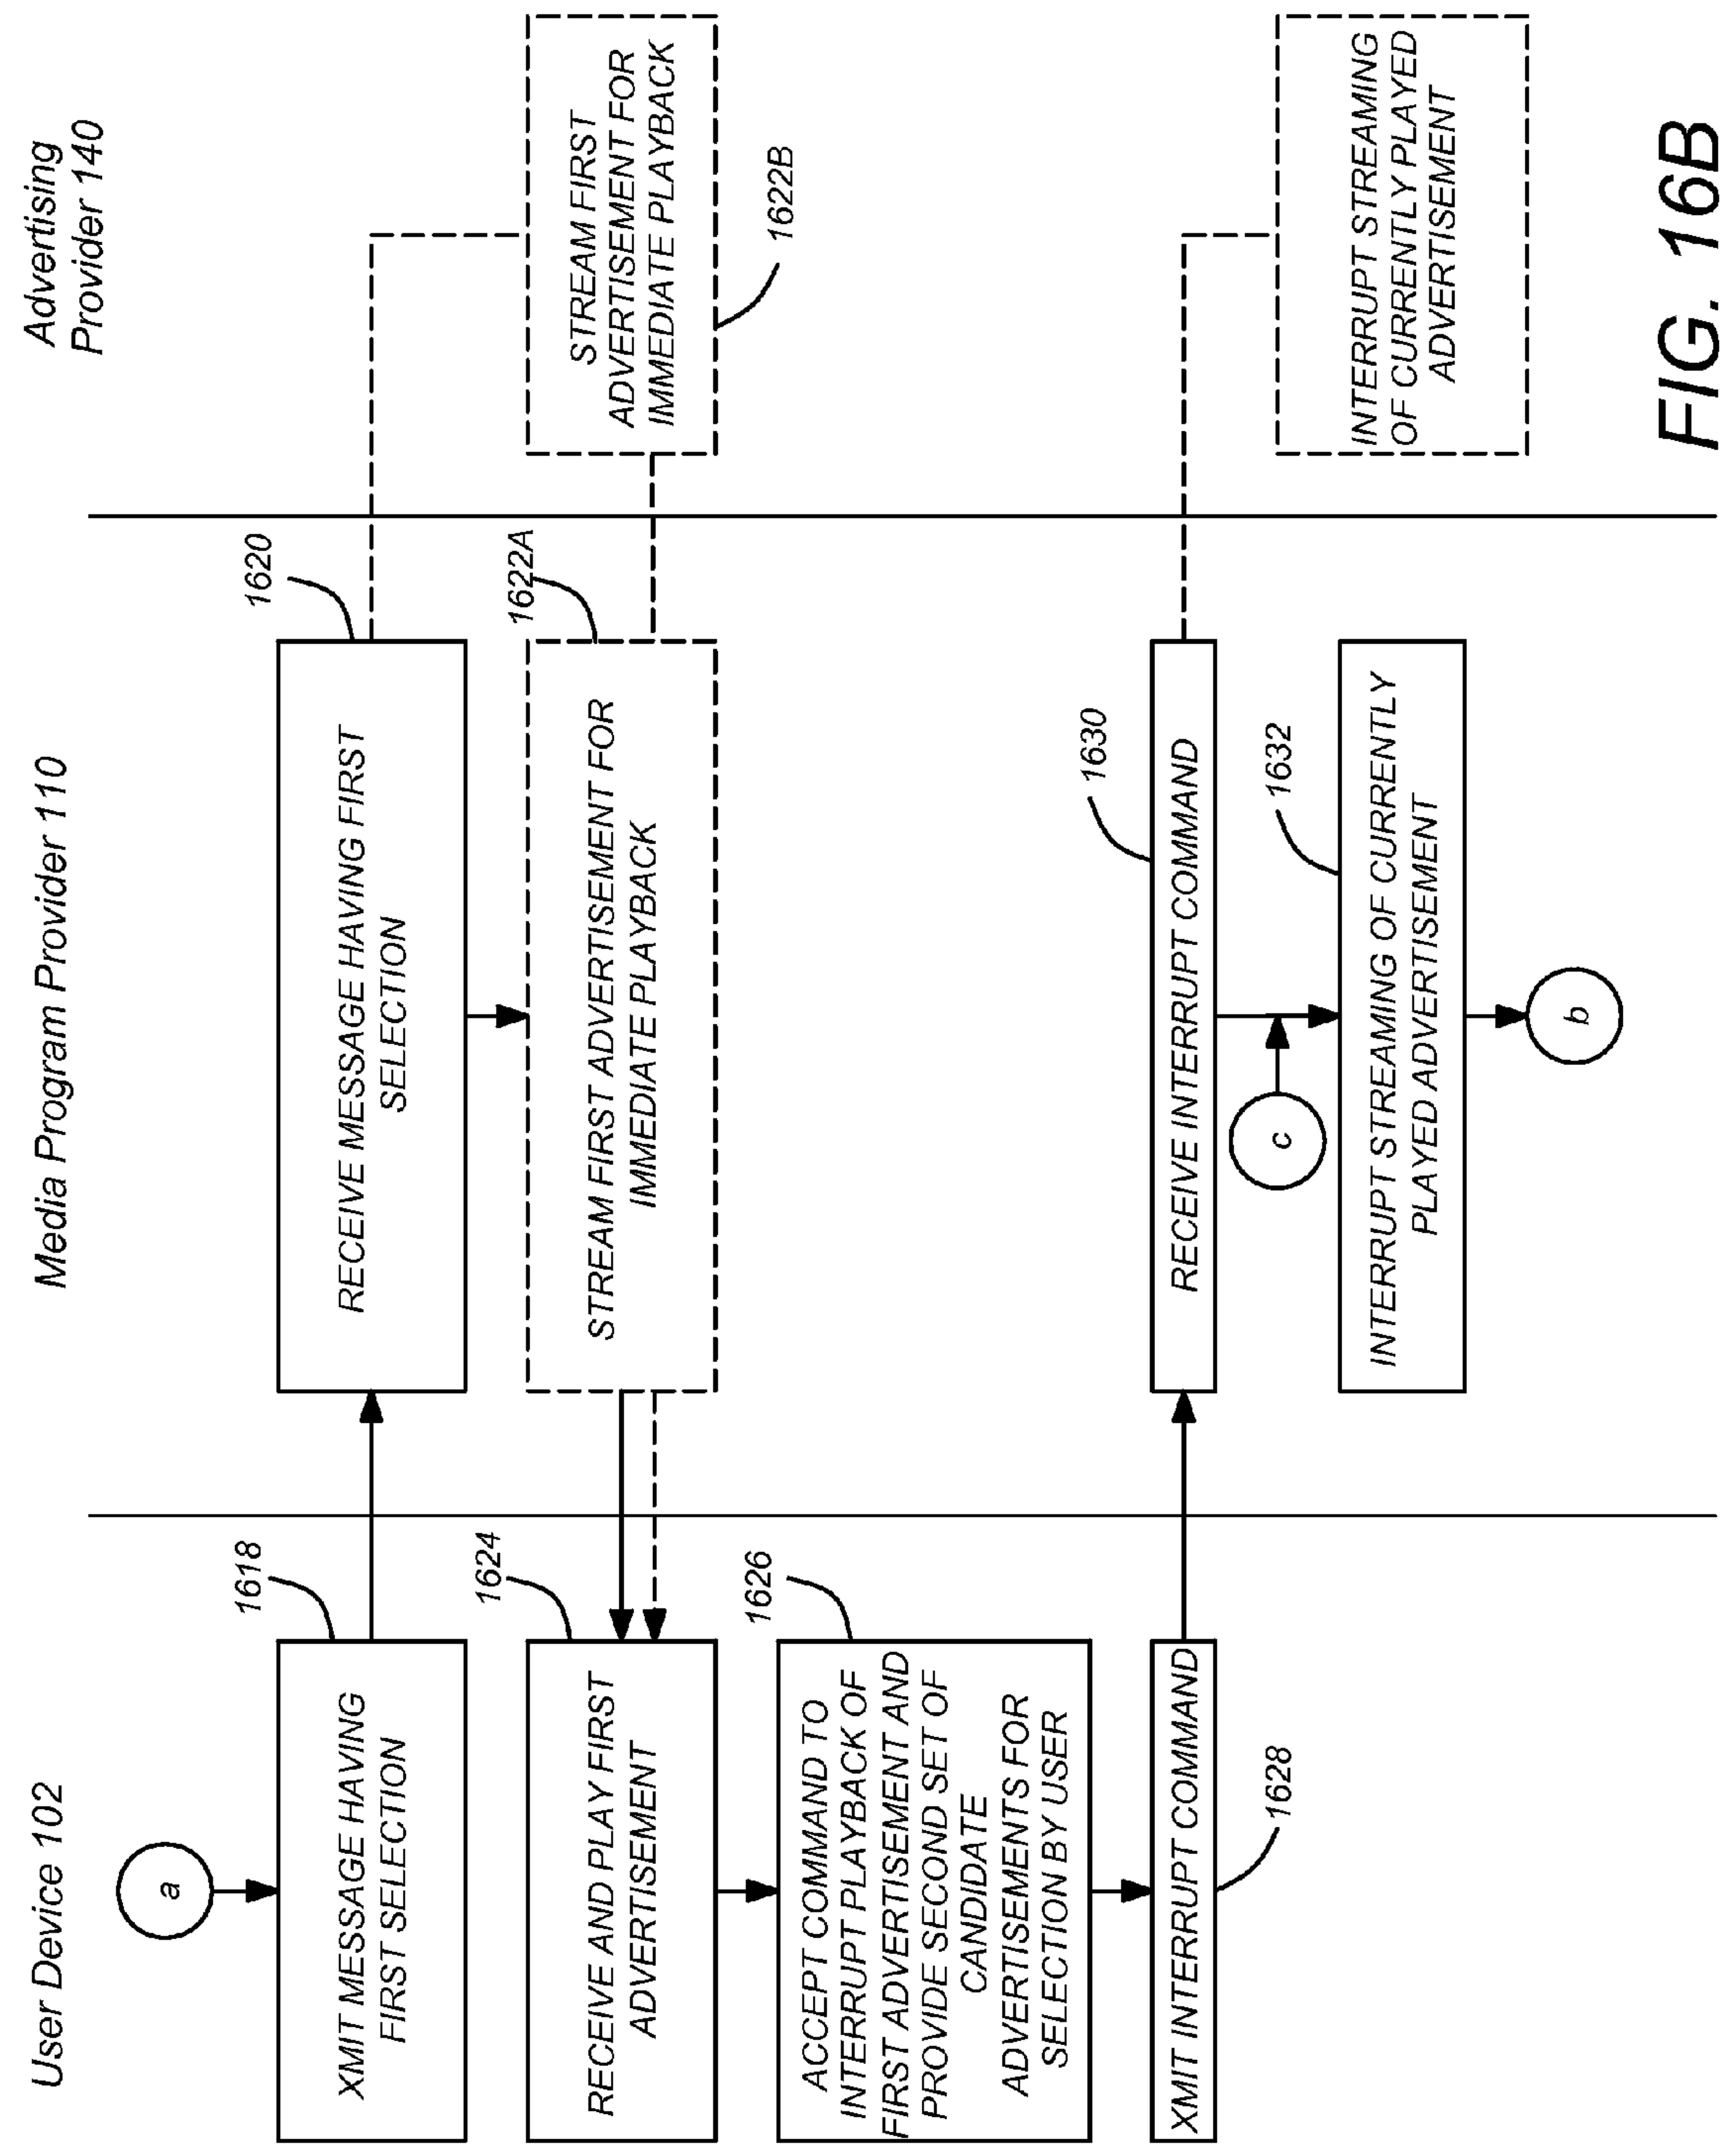 User Device 102
Media Program Provider 110
Advertising
Provider 140
a
1618
XMIT MESSAGE HAVING
FIRST SELECTION
1620
RECEIVE MESSAGE HAVING FIRST
SELECTION
1624
RECEIVE AND PLAY FIRST
ADVERTISEMENT
1622A
STREAM FIRST ADVERTISEMENT FOR
IMMEDIATE PLAYBACK
STREAM FIRST
ADVERTISEMENT FOR
IMMEDIATE PLAYBACK
1622B
1626
ACCEPT COMMAND TO
INTERRUPT PLAYBACK OF
FIRST ADVERTISEMENT AND
PROVIDE SECOND SET OF
CANDIDATE
ADVERTISEMENTS FOR
SELECTION BY USER
XMIT INTERRUPT COMMAND
1628
1630
RECEIVE INTERRUPT COMMAND
c
1632
INTERRUPT STREAMING OF CURRENTLY
PLAYED ADVERTISEMENT
b
INTERRUPT STREAMING
OF CURRENTLY PLAYED
ADVERTISEMENT
FIG. 16B